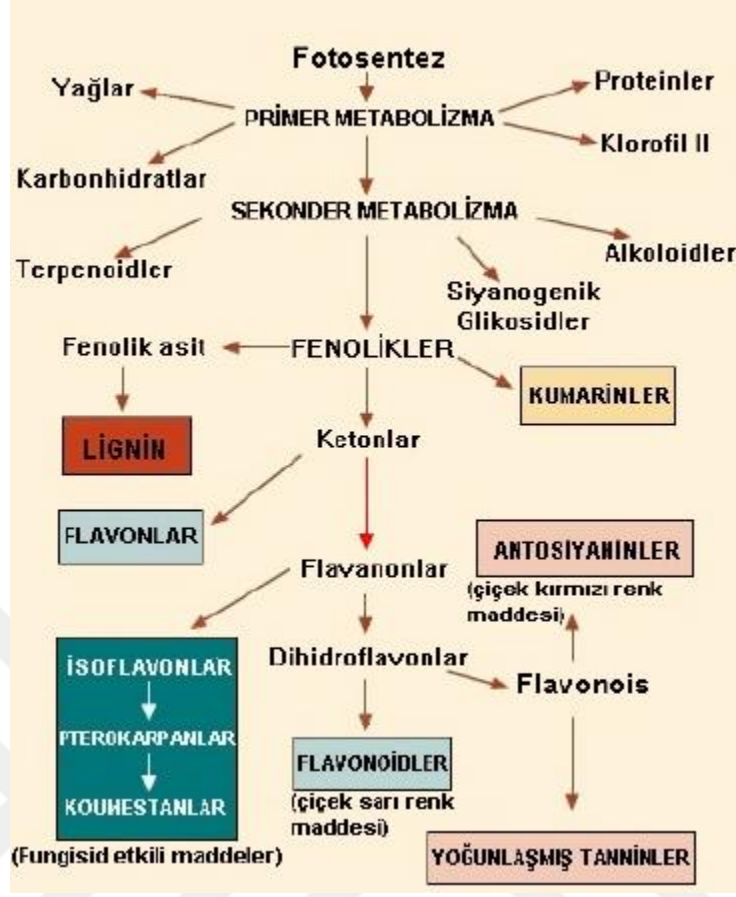 Fotosentez
Yağlar
Proteinler
PRİMER METABOLİZMA
Klorofil II
Karbonhidratlar
SEKONDER METABOLİZMA
Terpenoidler
Alkoloidler
Siyanogenik
Glikosidler
Fenolik asit
FENOLİKLER
KUMARİNLER
LİGNİN
Ketonlar
FLAVONLAR
ANTOSİYANİNLER
(çiçek kırmızı renk
maddesi)
Flavanonlar
İSOFLAVONLAR
Dihidroflavonlar
Flavonois
PTEROKARPANLAR
FLAVONOİDLER
(çiçek sarı renk
maddesi)
KOUMESTANLAR
(Fungisid etkili maddeler)
YOĞUNLAŞMIŞ TANNİNLER